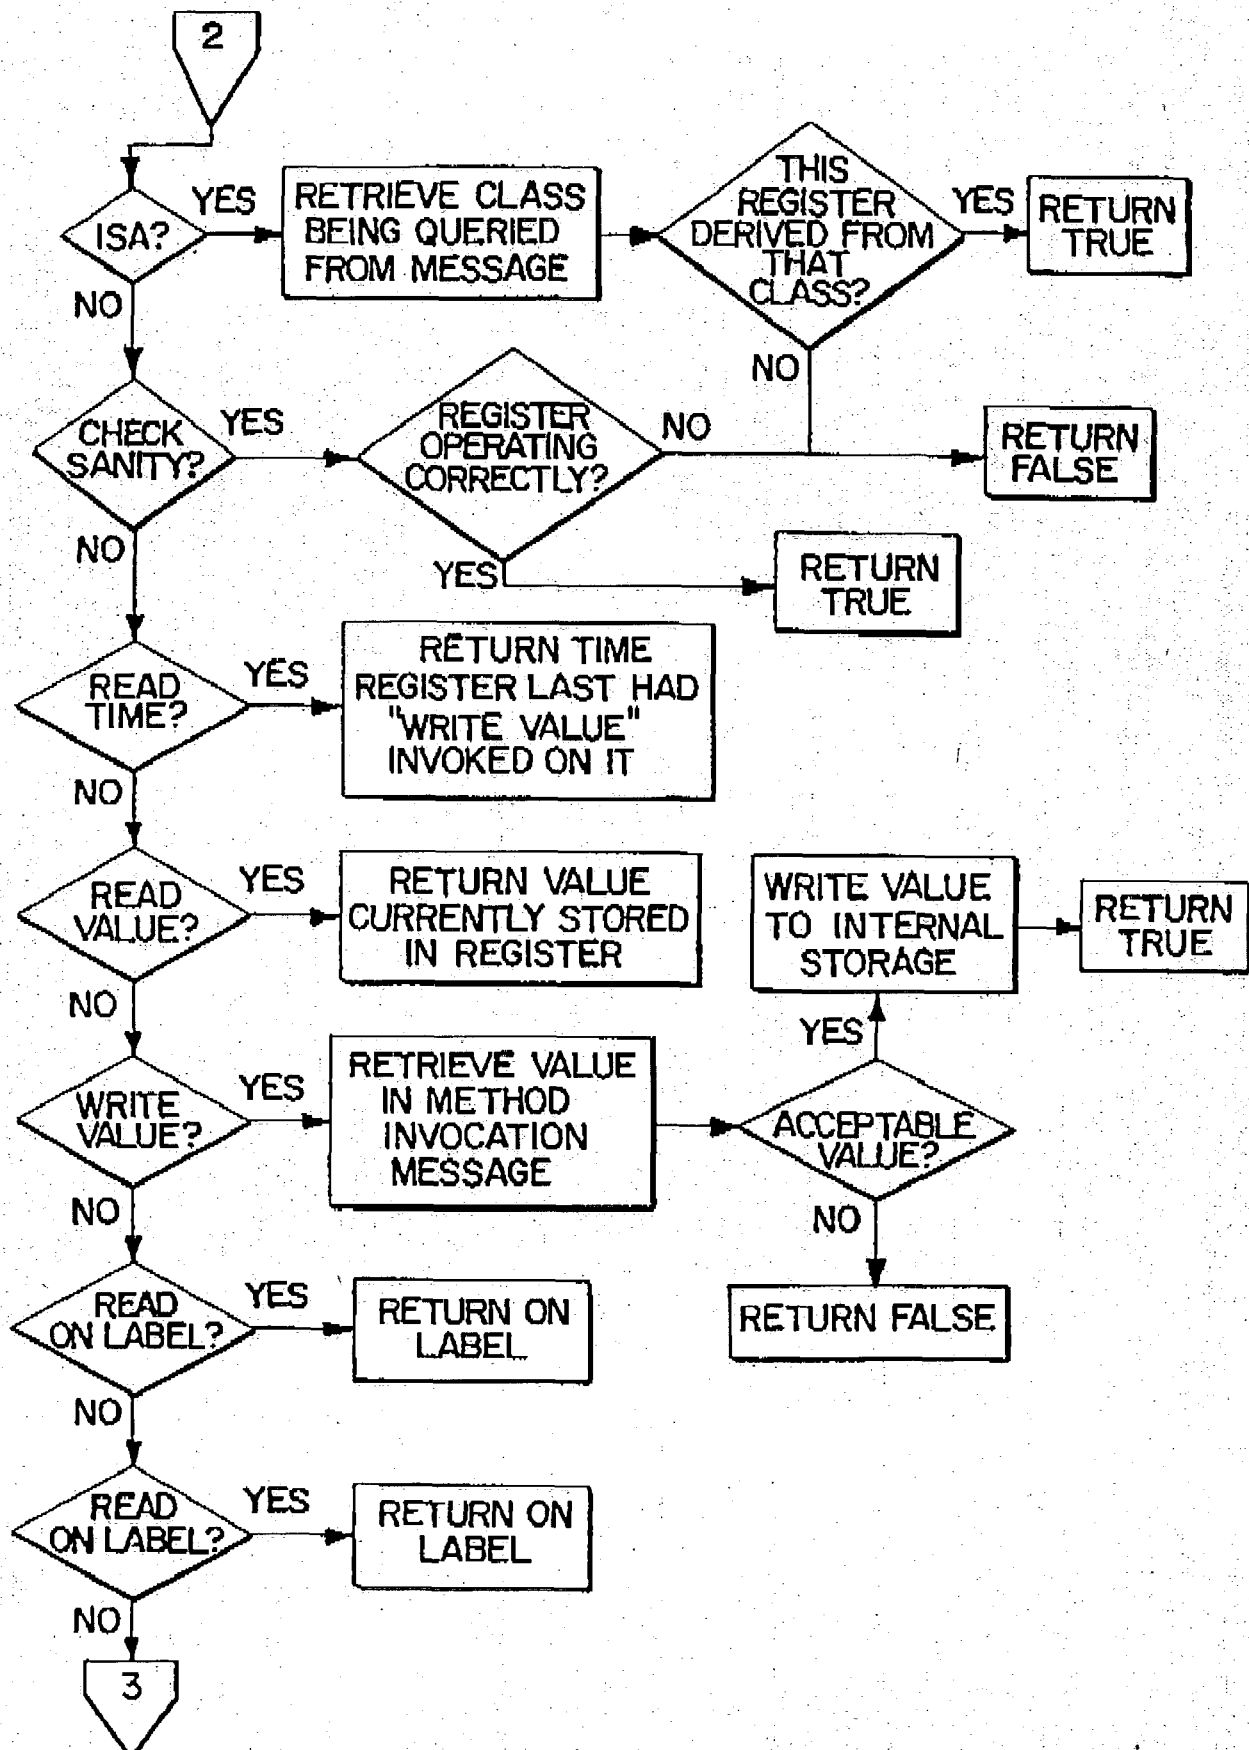 2
ISA?
YES
NO
RETRIEVE CLASS
BEING QUERIED
FROM MESSAGE
THIS
REGISTER
DERIVED FROM
THAT
CLASS?
YES
NO
RETURN
TRUE
CHECK
SANITY?
YES
NO
REGISTER
OPERATING
CORRECTLY?
NO
YES
RETURN
FALSE
RETURN
TRUE
READ
TIME?
YES
NO
RETURN TIME
REGISTER LAST HAD
"WRITE VALUE"
INVOKED ON IT
READ
VALUE?
YES
NO
RETURN VALUE
CURRENTLY STORED
IN REGISTER
WRITE VALUE
TO INTERNAL
STORAGE
RETURN
TRUE
WRITE
VALUE?
YES
NO
RETRIEVE VALUE
IN METHOD
INVOCATION
MESSAGE
YES
ACCEPTABLE
VALUE?
NO
RETURN FALSE
READ
ON LABEL?
YES
NO
RETURN ON
LABEL
READ
ON LABEL?
YES
NO
RETURN ON
LABEL
3